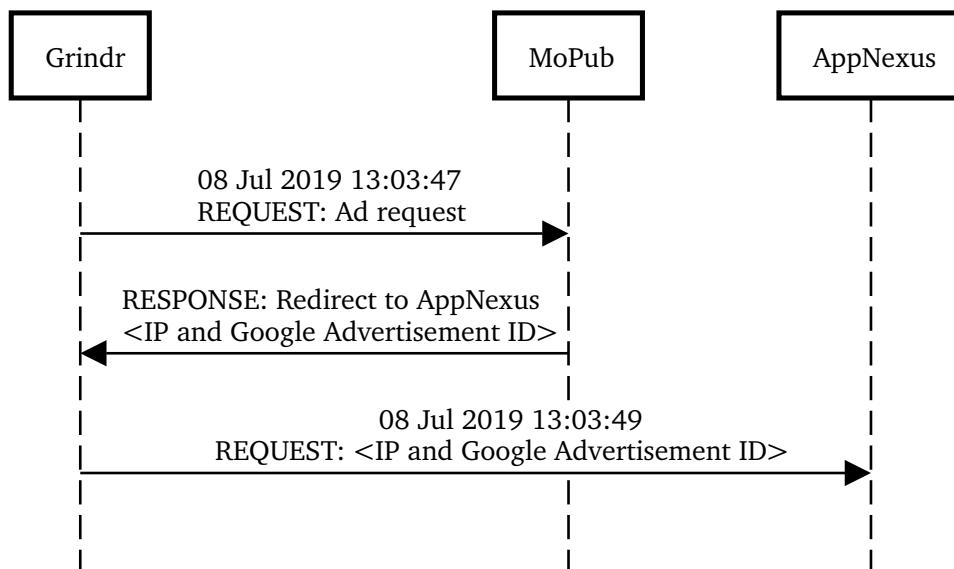 Grindr
MoPub
AppNexus
08 Jul 2019 13:03:47
REQUEST: Ad request
RESPONSE: Redirect to AppNexus
<IP and Google Advertisement ID>
08 Jul 2019 13:03:49
REQUEST: <IP and Google Advertisement ID>